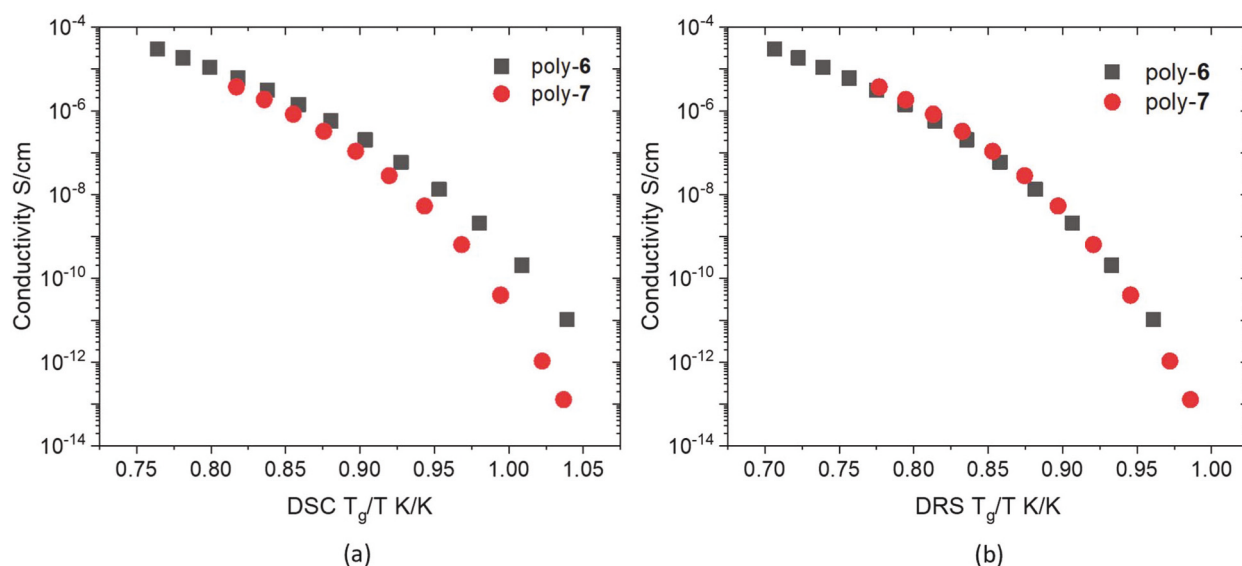 10⁻⁴
10⁻⁶
10⁻⁸
10⁻¹⁰
10⁻¹²
10⁻¹⁴
Conductivity S/cm
poly-6
poly-7
0.75 0.80 0.85 0.90 0.95 1.00 1.05
DSC Tg/T K/K
(a)
10⁻⁴
10⁻⁶
10⁻⁸
10⁻¹⁰
10⁻¹²
10⁻¹⁴
Conductivity S/cm
poly-6
poly-7
0.70 0.75 0.80 0.85 0.90 0.95 1.00
DRS Tg/T K/K
(b)